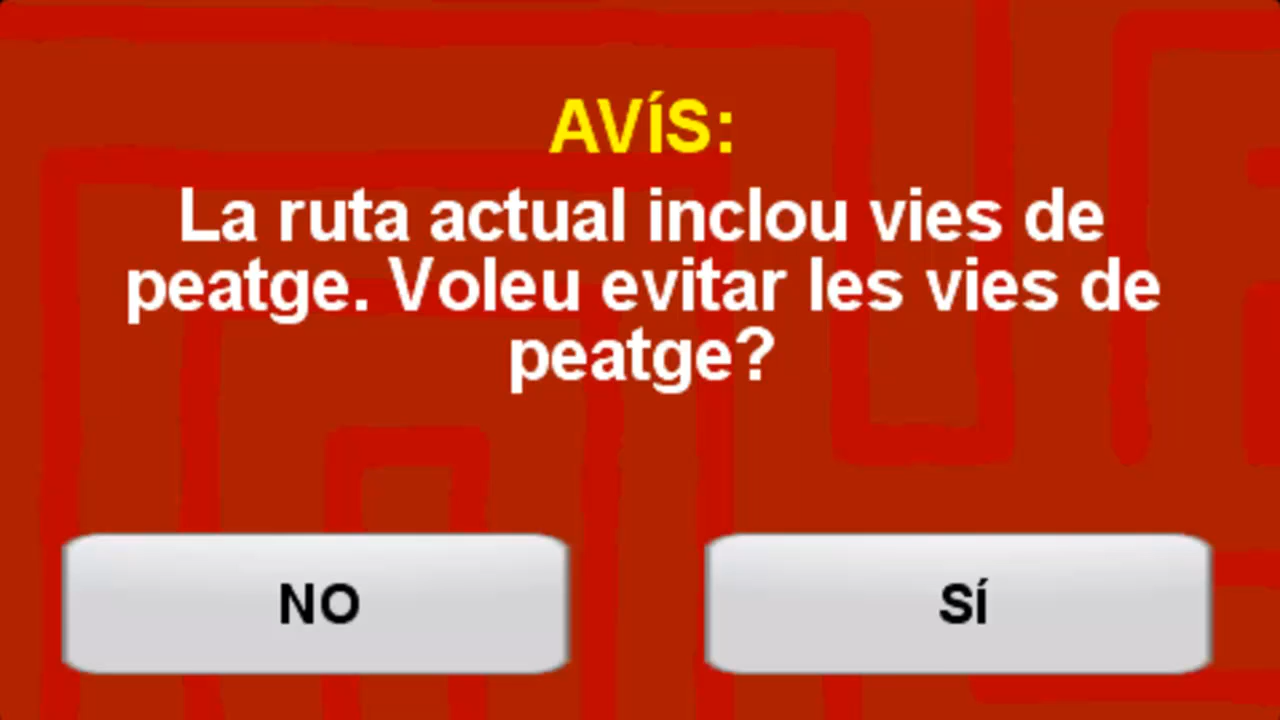 AVÍS:
La ruta actual inclou vies de
peatge. Voleu evitar les vies de
peatge?
NO
SÍ